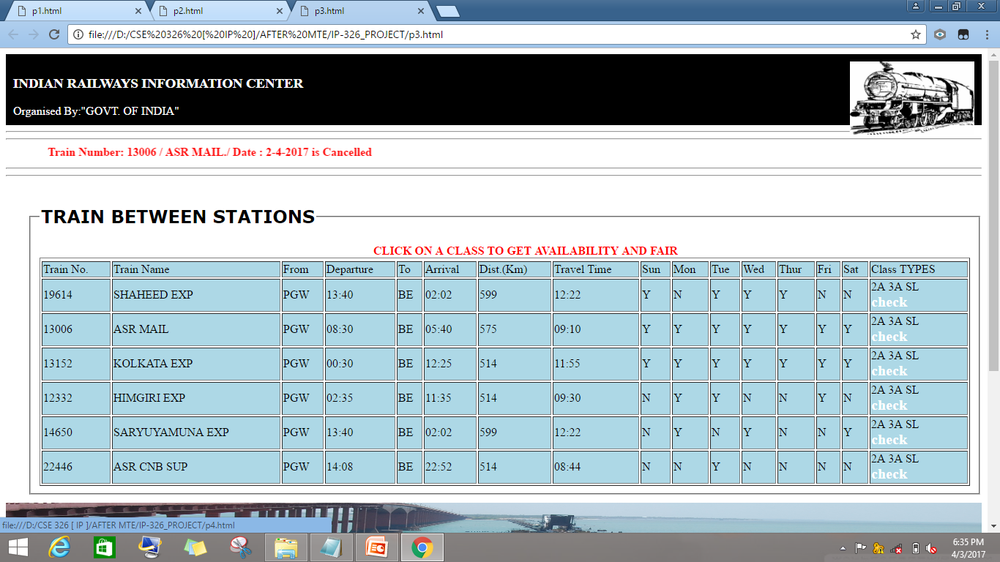 p1.html
p2.html
p3.html
file:///D:/CSE%20326%20[%20IP%20]/AFTER%20MTE/IP-326_PROJECT/p3.html
INDIAN RAILWAYS INFORMATION CENTER
Organised By:"GOVT. OF INDIA"
Train Number: 13006 / ASR MAIL./ Date : 2-4-2017 is Cancelled
TRAIN BETWEEN STATIONS
CLICK ON A CLASS TO GET AVAILABILITY AND FAIR
Train No. Train Name From Departure To Arrival Dist.(Km) Travel Time Sun Mon Tue Wed Thur Fri Sat Class TYPES
19614 SHAHEED EXP PGW 13:40 BE 02:02 599 12:22 Y N Y Y Y N N 2A 3A SL
check
13006 ASR MAIL PGW 08:30 BE 05:40 575 09:10 Y Y Y Y Y Y Y 2A 3A SL
check
13152 KOLKATA EXP PGW 00:30 BE 12:25 514 11:55 Y Y Y Y Y Y Y 2A 3A SL
check
12332 HIMGIRI EXP PGW 02:35 BE 11:35 514 09:30 N Y Y N N Y N 2A 3A SL
check
14650 SARYUYAMUNA EXP PGW 13:40 BE 02:02 599 12:22 N Y N Y N N Y 2A 3A SL
check
22446 ASR CNB SUP PGW 14:08 BE 22:52 514 08:44 N N Y N N N N 2A 3A SL
check
file:///D:/CSE 326 [ IP ]/AFTER MTE/IP-326_PROJECT/p4.html
6:35 PM
4/3/2017